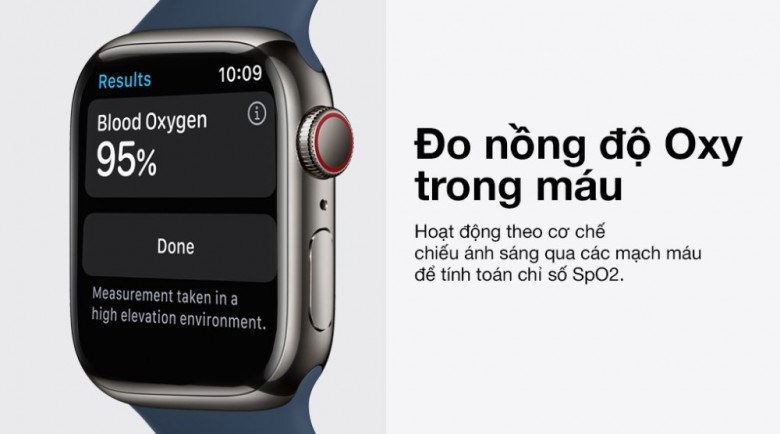 Results 10:09
Blood Oxygen
95%
Done
Measurement taken in a
high elevation environment.
Đo nồng độ Oxy
trong máu
Hoạt động theo cơ chế
chiếu ánh sáng qua các mạch máu
để tính toán chỉ số SpO2.